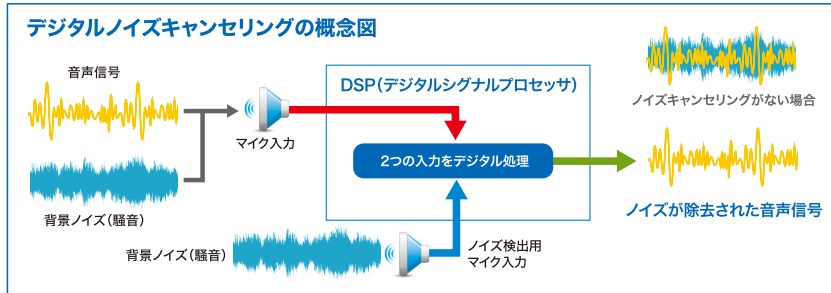 デジタルノイズキャンセリングの概念図
音声信号
マイク入力
背景ノイズ(騒音)
DSP(デジタルシグナルプロセッサ)
2つの入力をデジタル処理
背景ノイズ(騒音)
ノイズ検出用
マイク入力
ノイズキャンセリングがない場合
ノイズが除去された音声信号